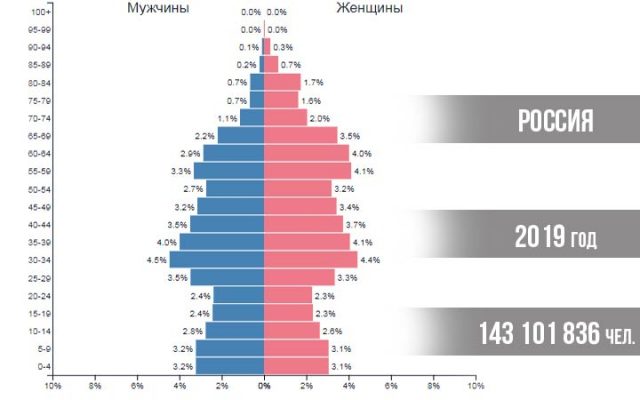 Мужчины Женщины
100+ 0.0% 0.0%
95-99 0.0% 0.0%
90-94 0.1% 0.3%
85-89 0.2% 0.7%
80-84 0.7% 1.7%
75-79 0.7% 1.6%
70-74 1.1% 2.0%
65-69 2.2% 3.5%
60-64 2.9% 4.0%
55-59 3.3% 4.1%
50-54 2.7% 3.2%
45-49 3.2% 3.4%
40-44 3.5% 3.7%
35-39 4.0% 4.1%
30-34 4.5% 4.4%
25-29 3.5% 3.3%
20-24 2.4% 2.3%
15-19 2.4% 2.3%
10-14 2.8% 2.6%
5-9 3.2% 3.1%
0-4 3.2% 3.1%
10% 8% 6% 4% 2% 0% 2% 4% 6% 8% 10%
РОССИЯ
2019 ГОД
143 101 836 ЧЕЛ.